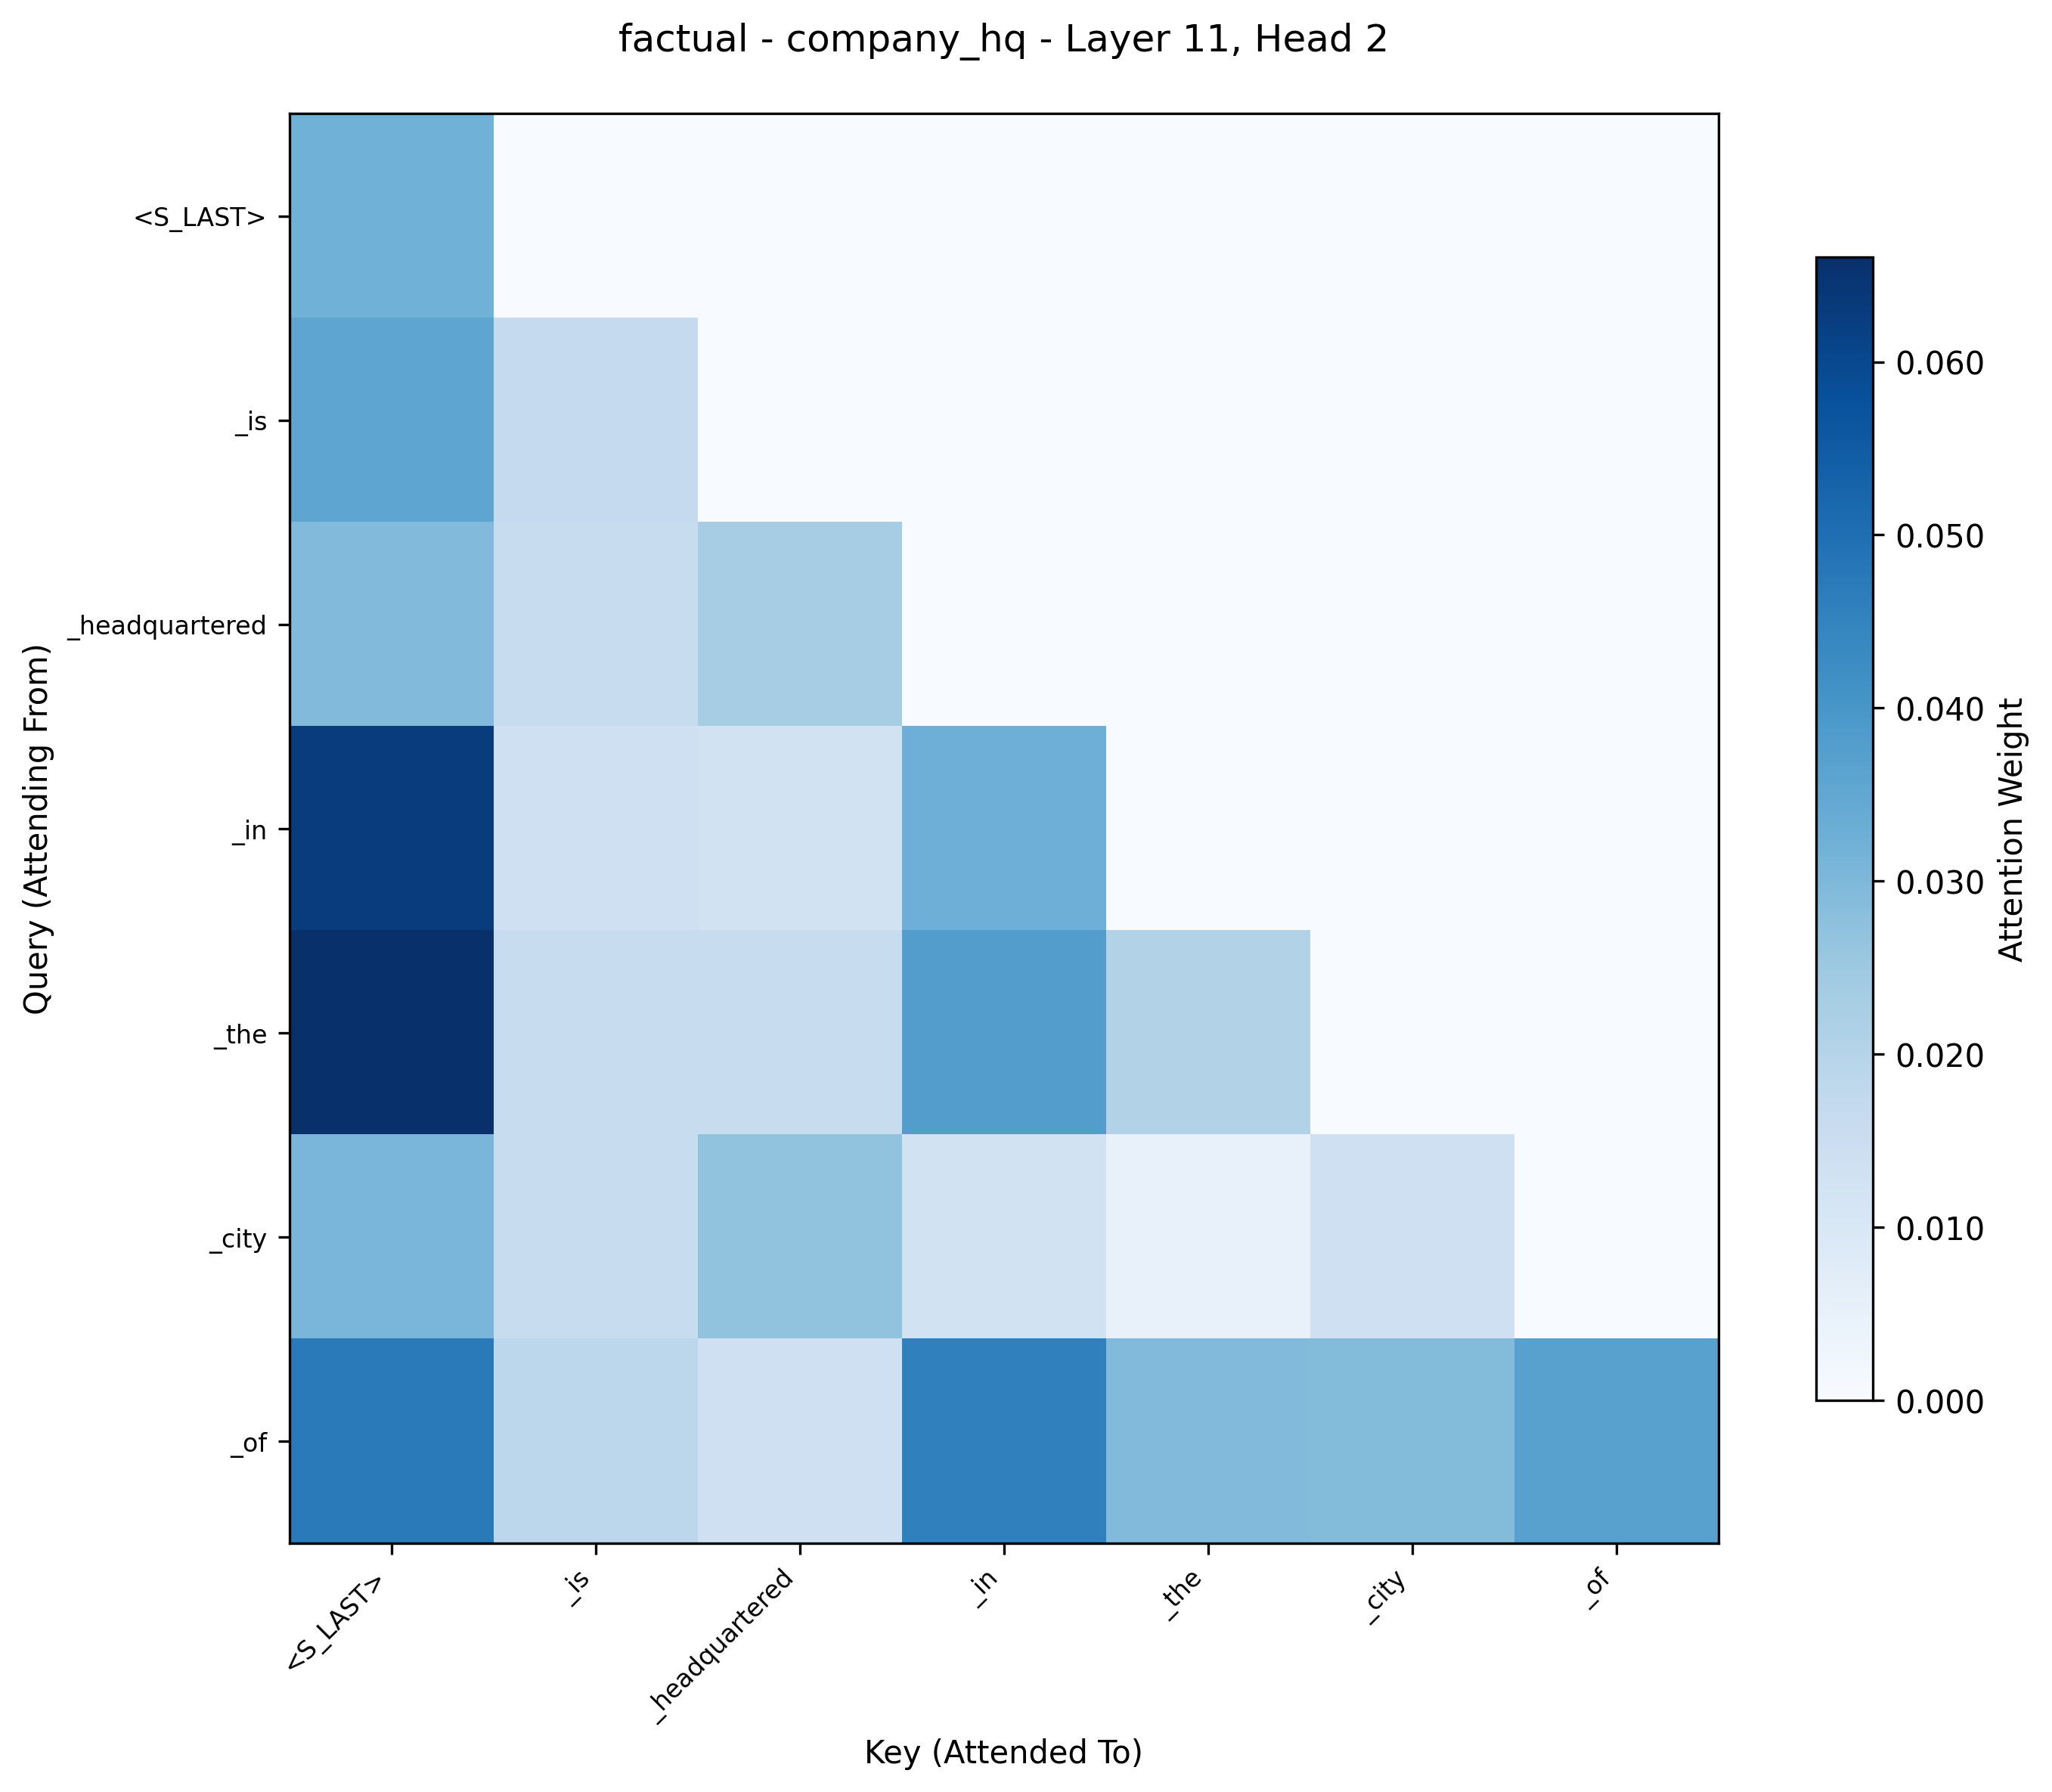 factual - company_hq - Layer 11, Head 2
<S_LAST>
_is
_headquartered
_in
_the
_city
_of
Query (Attending From)
<S_LAST>
_is
_headquartered
_in
_the
_city
_of
Key (Attended To)
0.060
0.050
0.040
0.030
0.020
0.010
0.000
Attention Weight